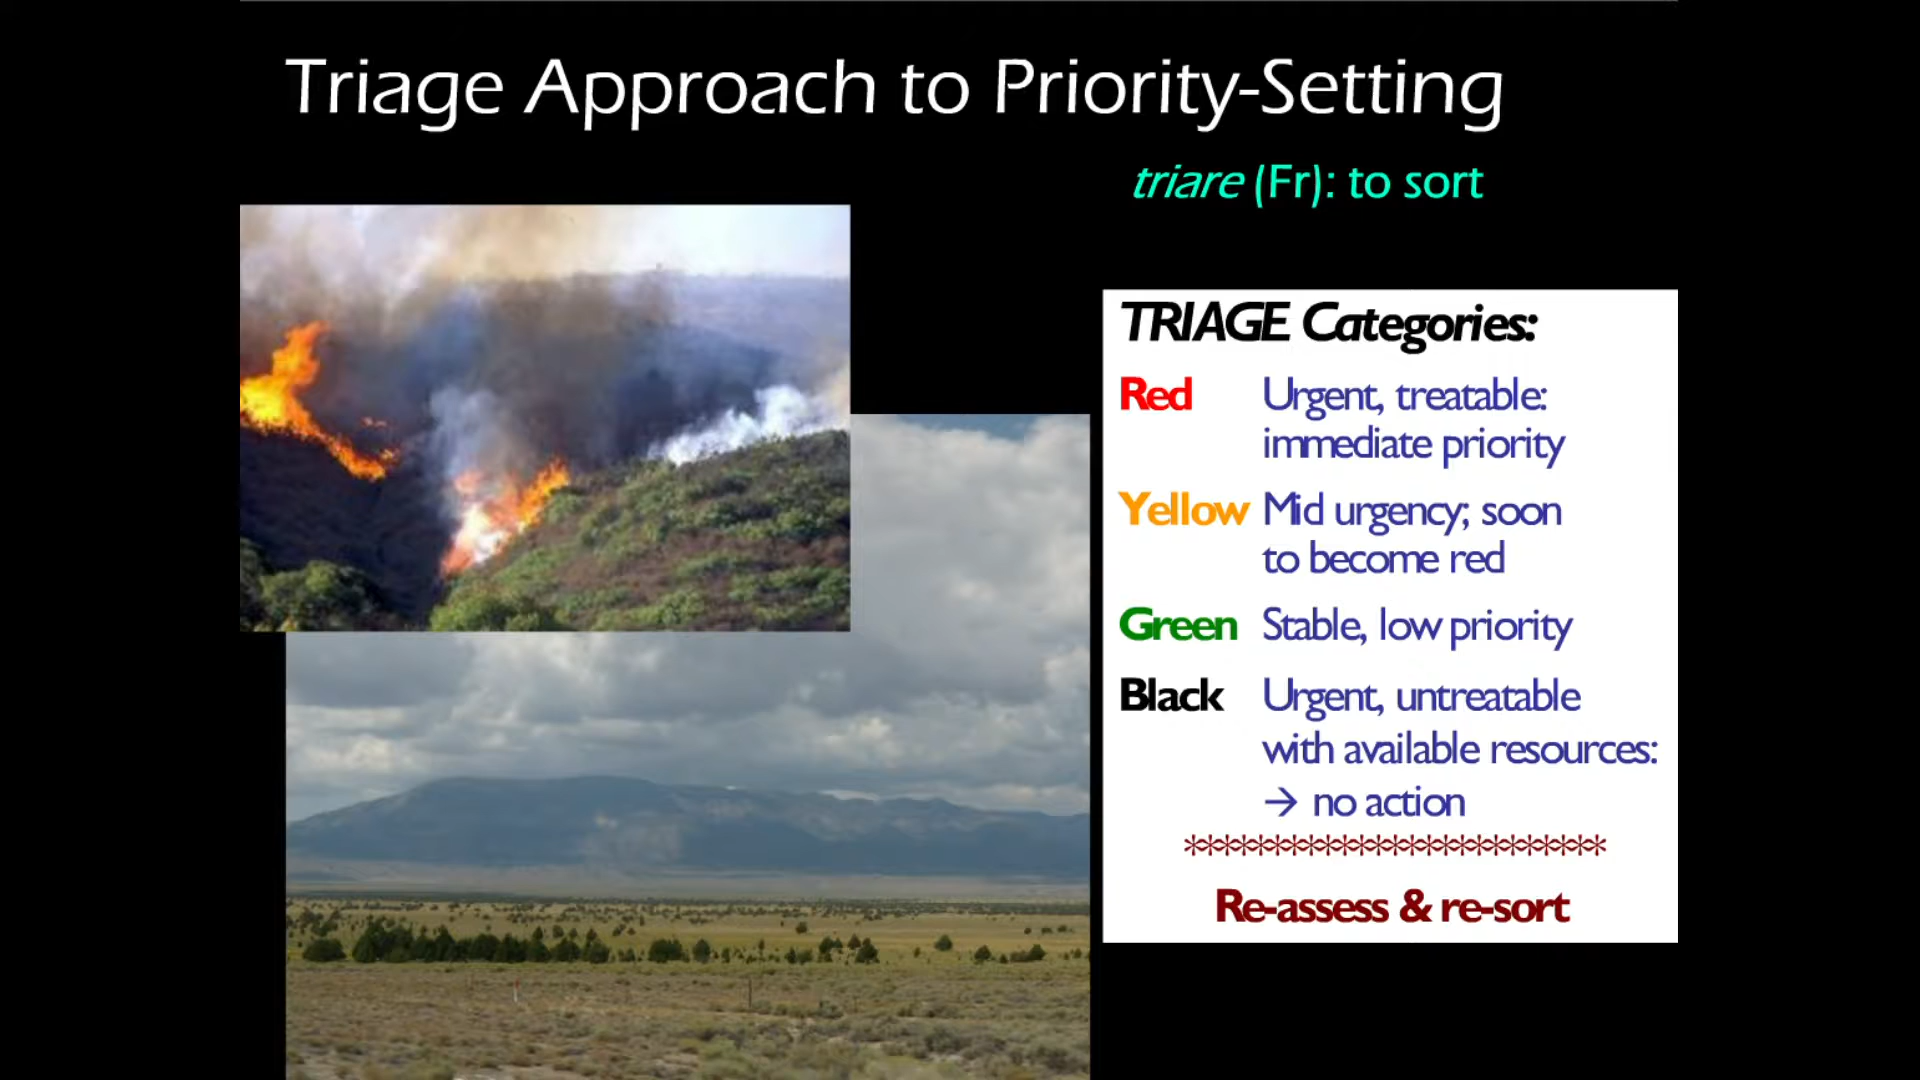 Triage Approach to Priority-Setting
triare (Fr): to sort
TRIAGE Categories:
Red Urgent, treatable:
immediate priority
Yellow Mid urgency; soon
to become red
Green Stable, low priority
Black Urgent, untreatable
with available resources:
→ no action
*************************
Re-assess & re-sort